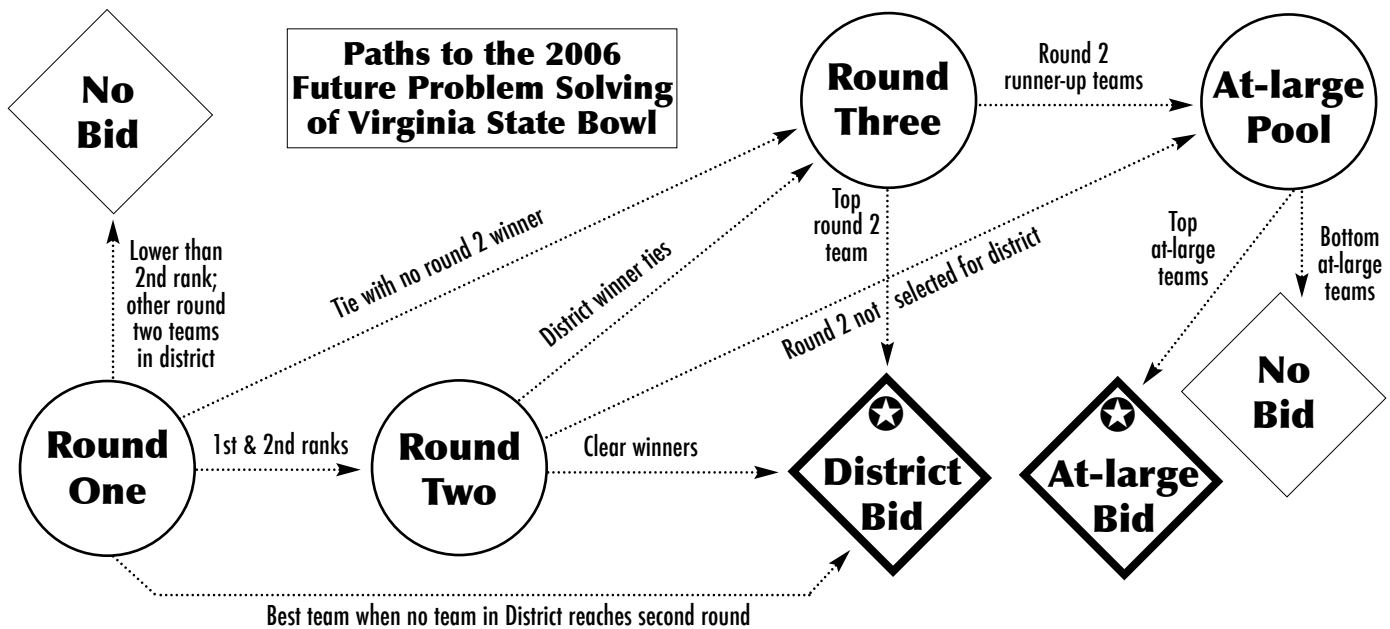 No
Bid
Paths to the 2006
Future Problem Solving
of Virginia State Bowl
Round
Three
Round 2
runner-up teams
At-large
Pool
Lower than
2nd rank;
other round
two teams
in district
Tie with no round 2 winner
District winner ties
Round 2 not selected for district
Top
round 2
team
Top
at-large
teams
Bottom
at-large
teams
Round
One
1st & 2nd ranks
Round
Two
Clear winners
District
Bid
At-large
Bid
No
Bid
Best team when no team in District reaches second round